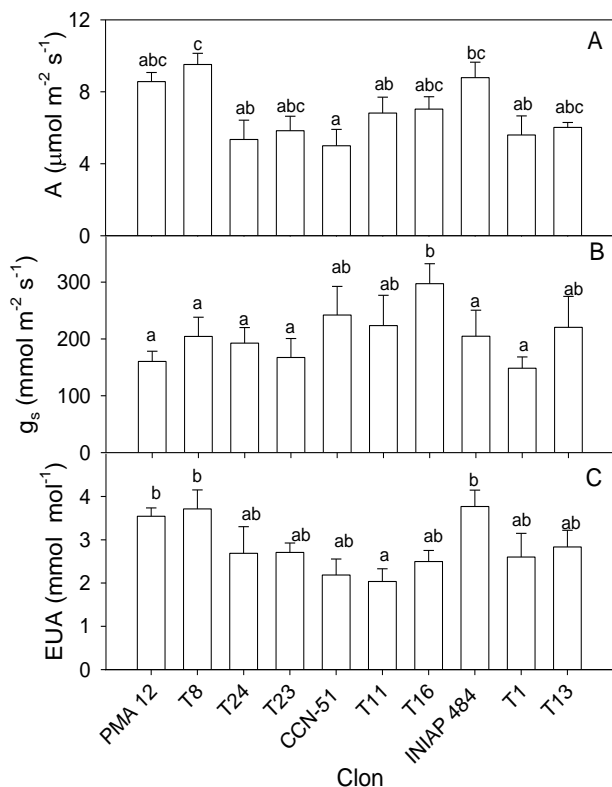 A
12
8
4
0
A (μmol m⁻² s⁻¹)
abc c ab abc a ab abc bc ab abc
B
300
200
100
0
gₛ (mmol m⁻² s⁻¹)
a a a a ab ab b a a ab
C
4
3
2
1
0
EUA (mmol mol⁻¹)
b b ab ab ab a ab b ab ab
PMA 12 T8 T24 T23 CCN-51 T11 T16 INIAP 484 T1 T13
Clon